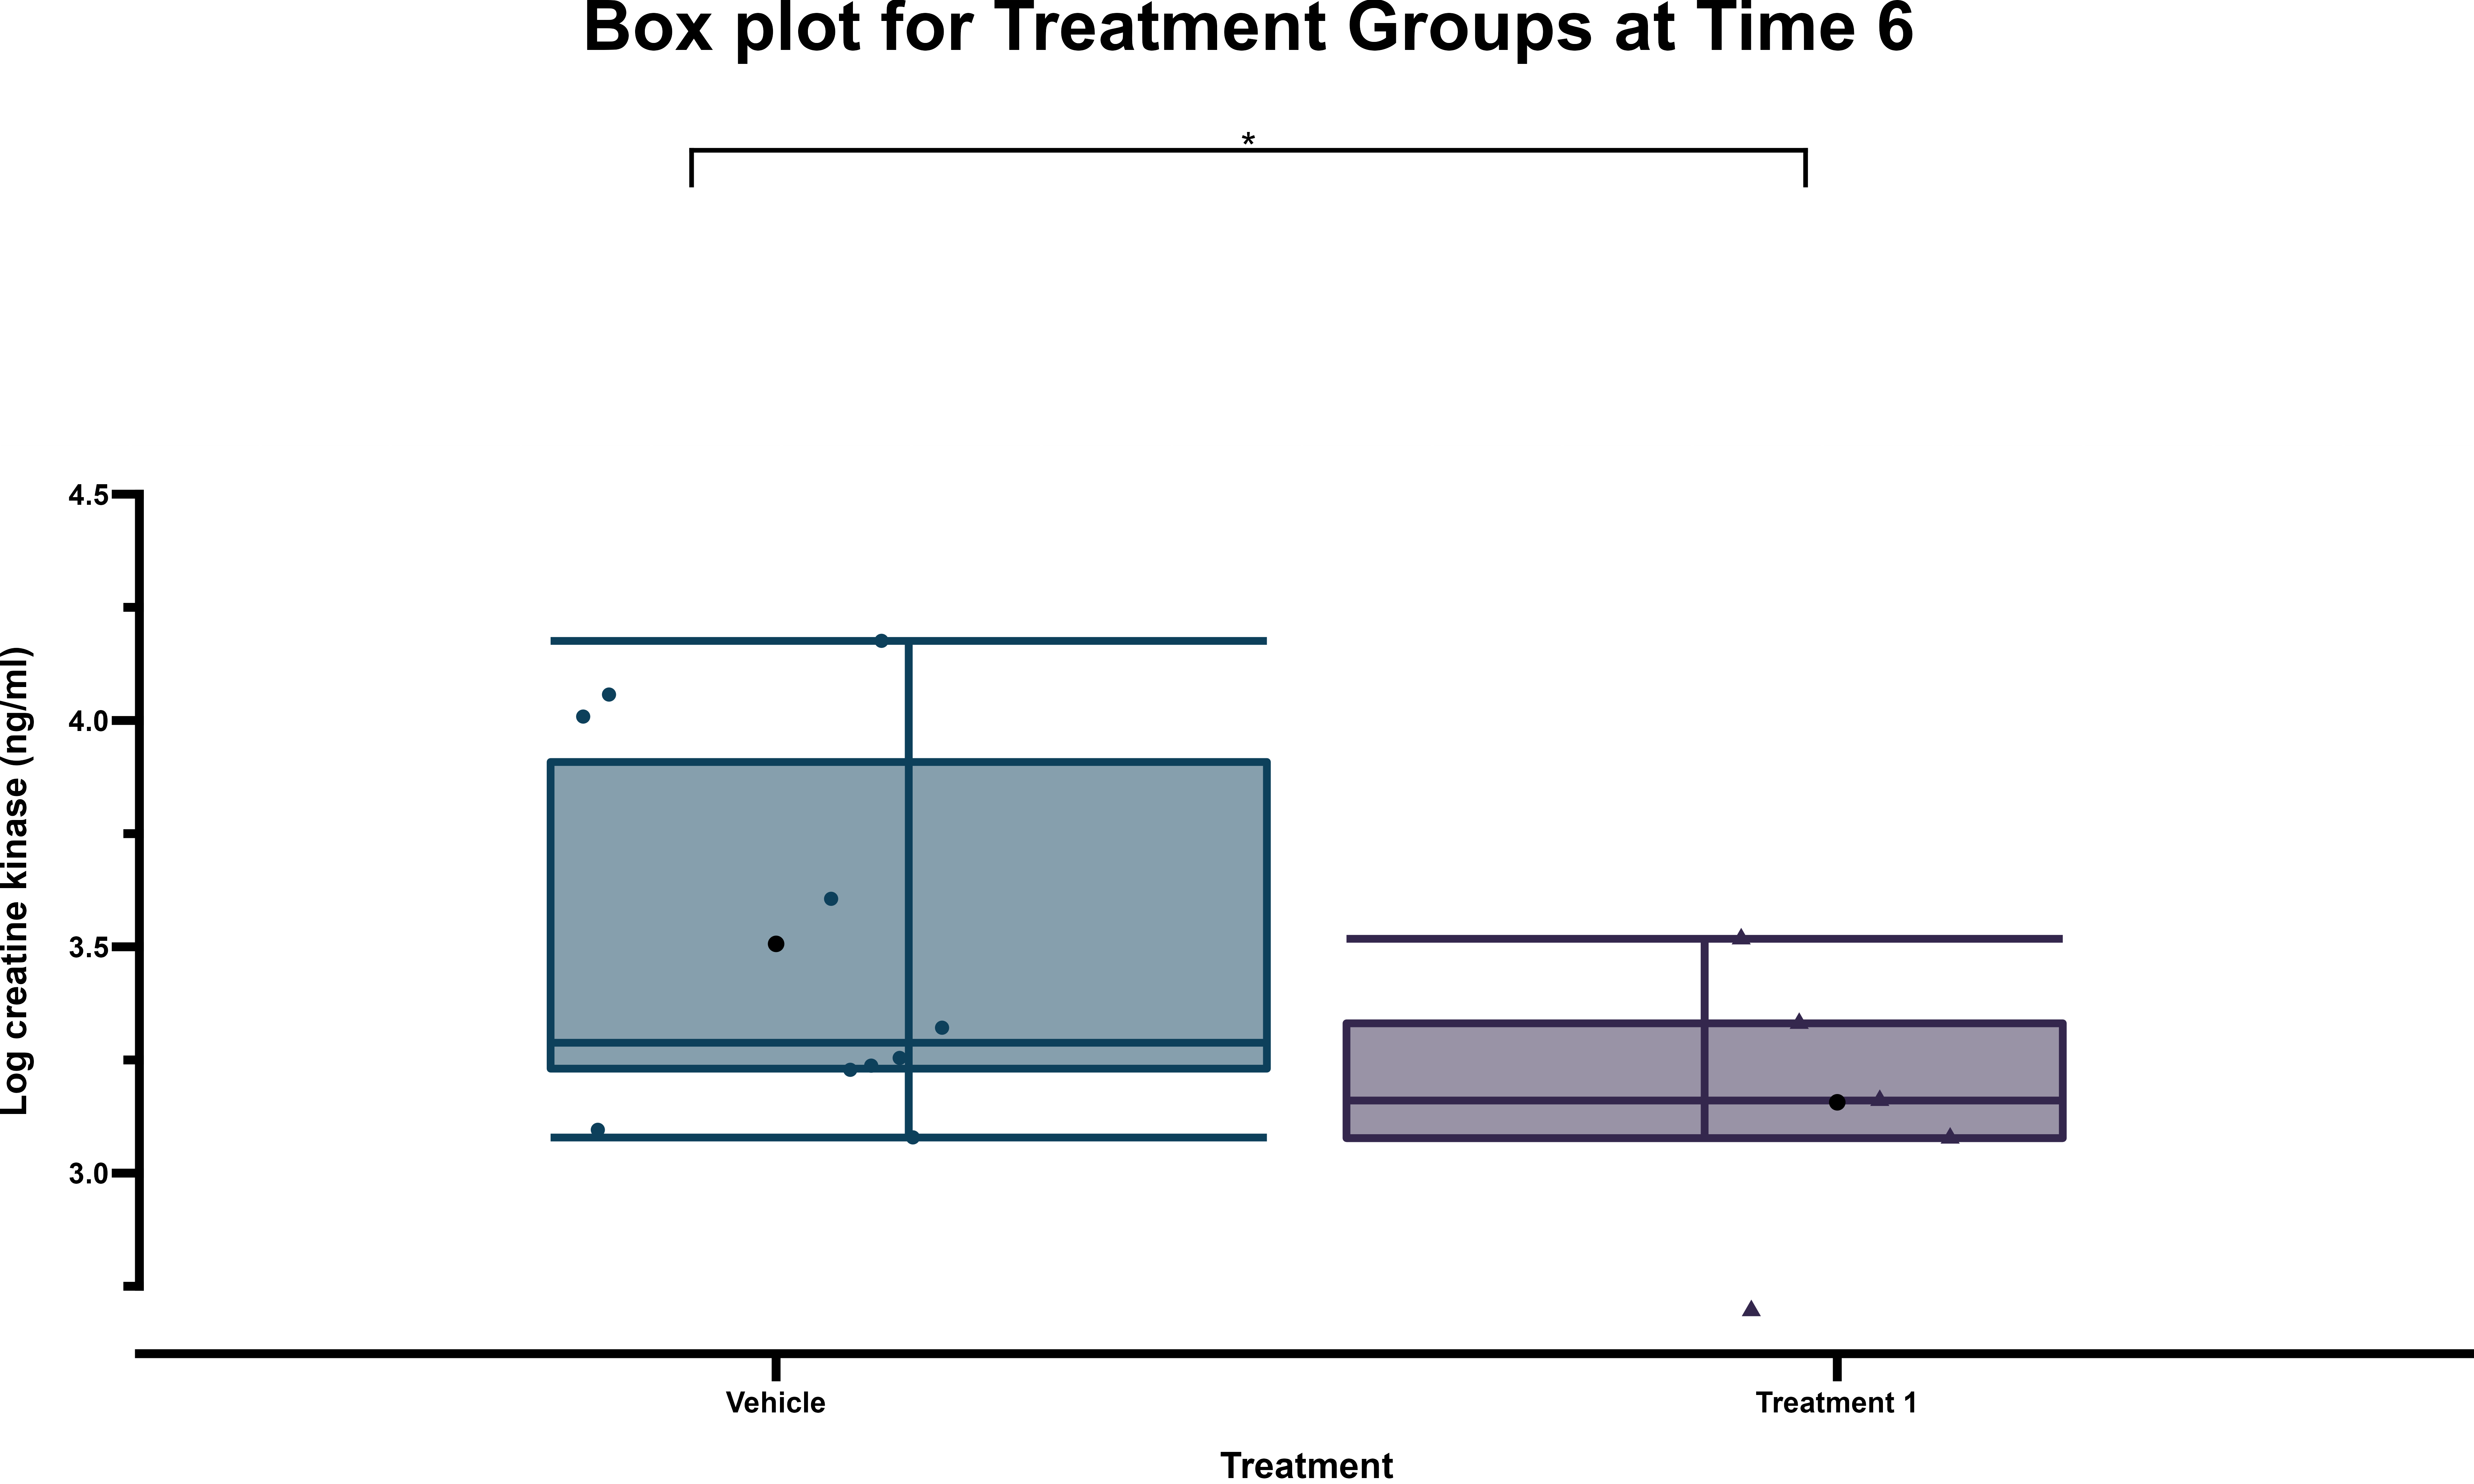 Box plot for Treatment Groups at Time 6
*
Log creatine kinase (ng/ml)
4.5
4.0
3.5
3.0
Vehicle
Treatment 1
Treatment